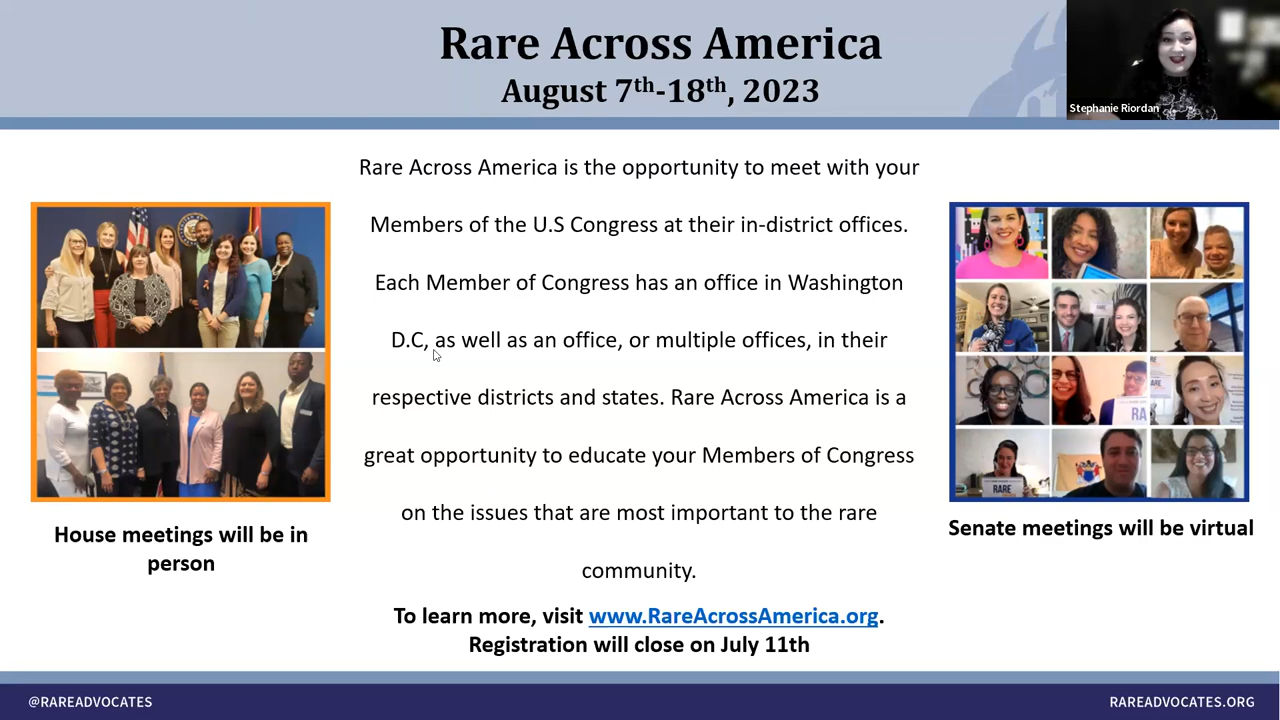 Rare Across America
August 7th-18th, 2023
Stephanie Riordan
Rare Across America is the opportunity to meet with your
Members of the U.S Congress at their in-district offices.
Each Member of Congress has an office in Washington
D.C, as well as an office, or multiple offices, in their
respective districts and states. Rare Across America is a
great opportunity to educate your Members of Congress
on the issues that are most important to the rare
community.
To learn more, visit www.RareAcrossAmerica.org.
Registration will close on July 11th
House meetings will be in
person
RARE
RA
RARE
Senate meetings will be virtual
@RAREADVOCATES
RAREADVOCATES.ORG